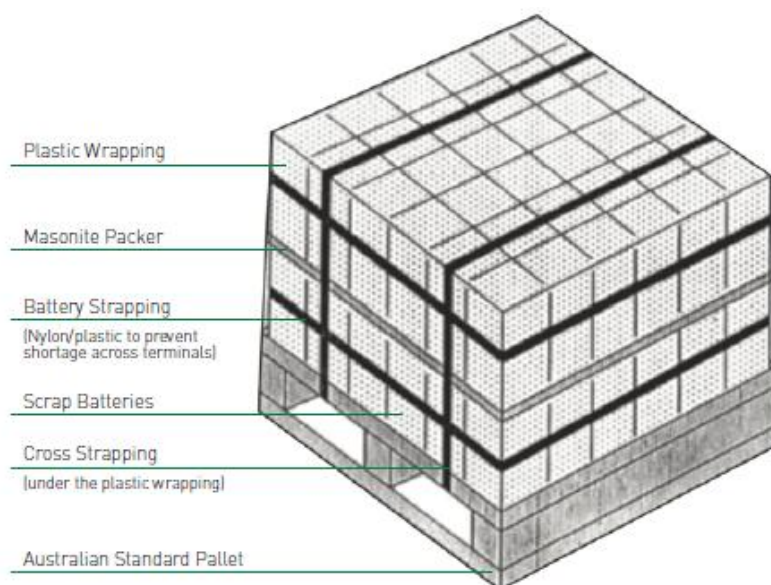 Plastic Wrapping
Masonite Packer
Battery Strapping
(Nylon/plastic to prevent
shortage across terminals)
Scrap Batteries
Cross Strapping
(under the plastic wrapping)
Australian Standard Pallet